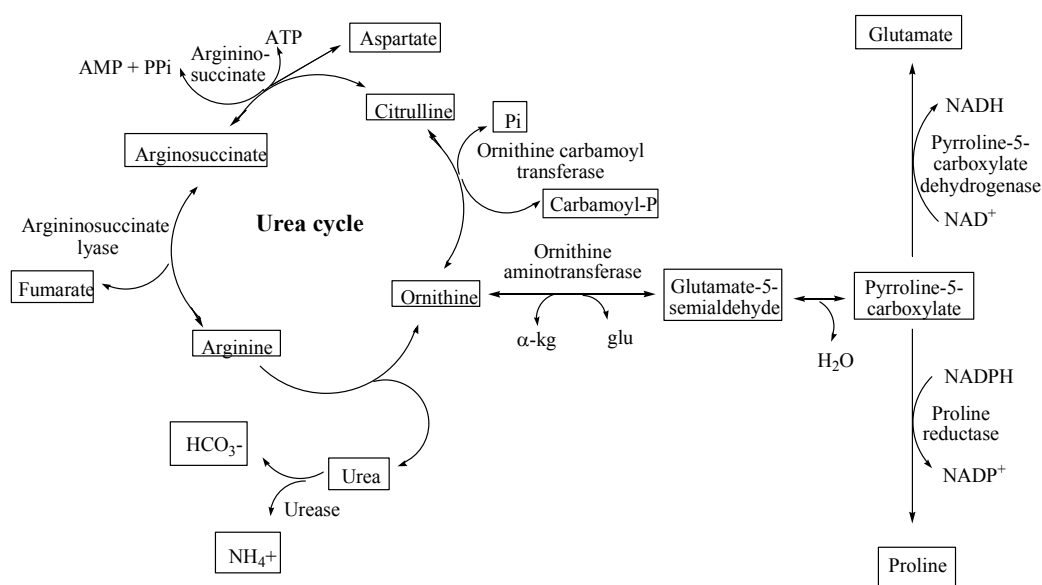 ATP
Aspartate
Arginino-
succinate
AMP + PPi
Citrulline
Pi
Arginosuccinate
Ornithine carbamoyl
transferase
Carbamoyl-P
Urea cycle
Argininosuccinate
lyase
Fumarate
Ornithine
Arginine
Ornithine
aminotransferase
α-kg
glu
Glutamate-5-
semialdehyde
H₂O
Pyrroline-5-
carboxylate
Glutamate
NADH
Pyrroline-5-
carboxylate
dehydrogenase
NAD⁺
NADPH
Proline
reductase
NADP⁺
Proline
HCO₃-
Urea
Urease
NH₄+